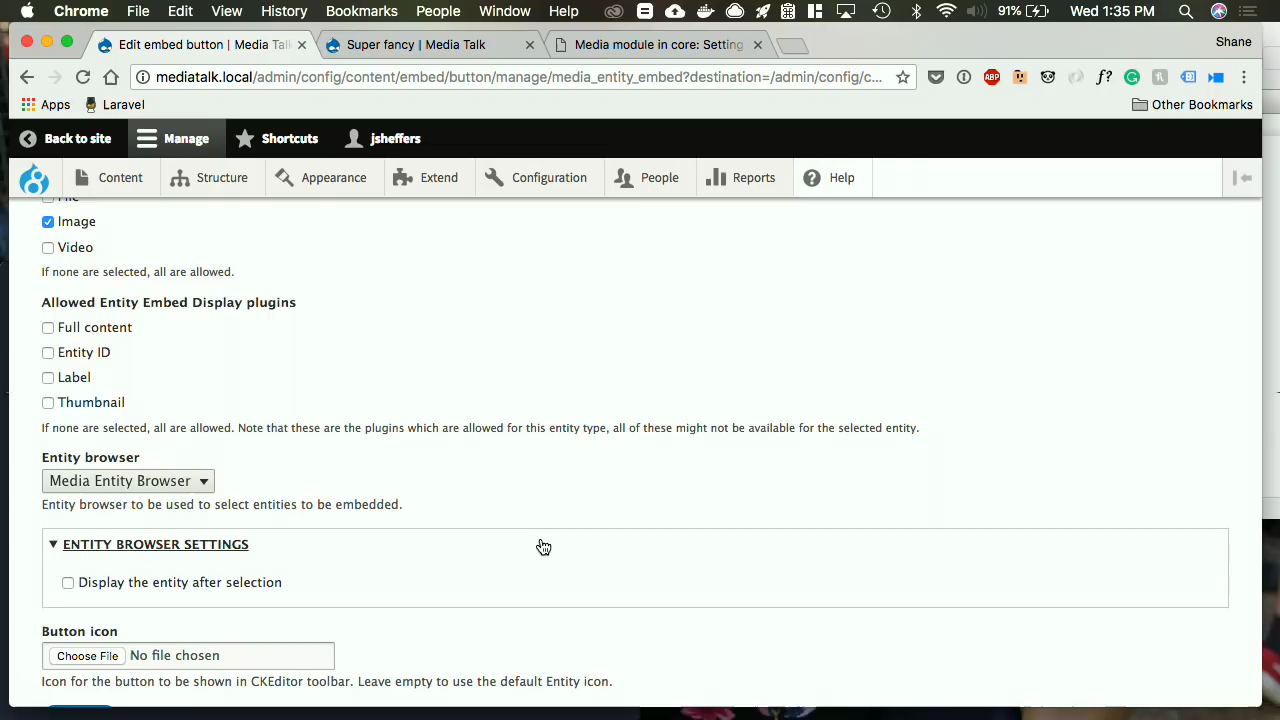 Chrome File Edit View History Bookmarks People Window Help 91% Wed 1:35 PM
Edit embed button | Media Talk Super fancy | Media Talk Media module in core: Setting Shane
mediatalk.local/admin/config/content/embed/button/manage/media_entity_embed?destination=/admin/config/c... ABP f?
Apps Laravel Other Bookmarks
Back to site Manage Shortcuts jsheffers
Content Structure Appearance Extend Configuration People Reports Help
File
Image
Video
If none are selected, all are allowed.
Allowed Entity Embed Display plugins
Full content
Entity ID
Label
Thumbnail
If none are selected, all are allowed. Note that these are the plugins which are allowed for this entity type, all of these might not be available for the selected entity.
Entity browser
Media Entity Browser
Entity browser to be used to select entities to be embedded.
ENTITY BROWSER SETTINGS
Display the entity after selection
Button icon
Choose File No file chosen
Icon for the button to be shown in CKEditor toolbar. Leave empty to use the default Entity icon.